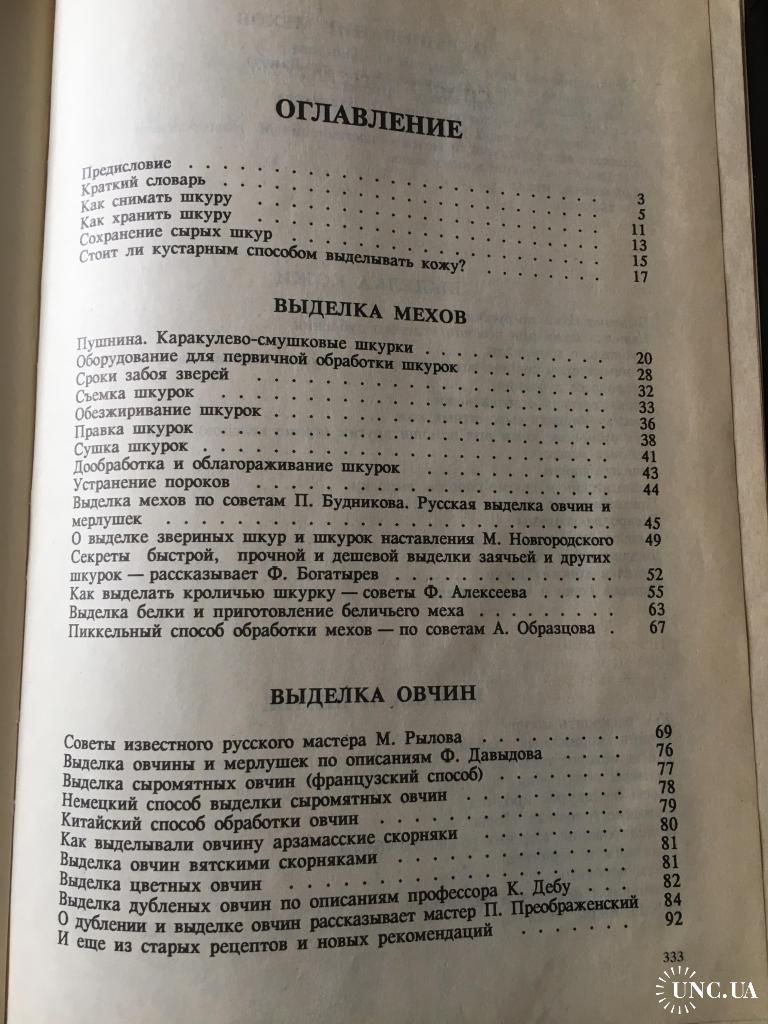 ОГЛАВЛЕНИЕ
Предисловие . . . . . . . . . . . . . . . . . . . . 3
Краткий словарь . . . . . . . . . . . . . . . . . . 5
Как снимать шкуру . . . . . . . . . . . . . . . . . 11
Как хранить шкуру . . . . . . . . . . . . . . . . . 13
Сохранение сырых шкур . . . . . . . . . . . . . . . 15
Стоит ли кустарным способом выделывать кожу? . . . . . . 17
ВЫДЕЛКА МЕХОВ
Пушнина. Каракулево-смушковые шкурки . . . . . . . . . 20
Оборудование для первичной обработки шкурок . . . . . . 28
Сроки забоя зверей . . . . . . . . . . . . . . . . . 32
Съемка шкурок . . . . . . . . . . . . . . . . . . . 33
Обезжиривание шкурок . . . . . . . . . . . . . . . . 36
Правка шкурок . . . . . . . . . . . . . . . . . . . 38
Сушка шкурок . . . . . . . . . . . . . . . . . . . . 41
Дообработка и облагораживание шкурок . . . . . . . . . 43
Устранение пороков . . . . . . . . . . . . . . . . . 44
Выделка мехов по советам П. Будникова. Русская выделка овчин и
мерлушек . . . . . . . . . . . . . . . . . . . . . . 45
О выделке звериных шкур и шкурок наставления М. Новгородского 49
Секреты быстрой, прочной и дешевой выделки заячьей и других
шкурок — рассказывает Ф. Богатырев . . . . . . . . . . 52
Как выделать кроличью шкурку — советы Ф. Алексеева . . . . . 55
Выделка белки и приготовление беличьего меха . . . . . . . . . 63
Пиккельный способ обработки мехов — по советам А. Образцова . 67
ВЫДЕЛКА ОВЧИН
Советы известного русского мастера М. Рылова . . . . . . . . . 69
Выделка овчины и мерлушек по описаниям Ф. Давыдова . . . . 76
Выделка сыромятных овчин (французский способ) . . . . . . . . 77
Немецкий способ выделки сыромятных овчин . . . . . . . . . . 78
Китайский способ обработки овчин . . . . . . . . . . . . . . 79
Как выделывали овчину арзамасские скорняки . . . . . . . . . 80
Выделка овчин вятскими скорняками . . . . . . . . . . . . . 81
Выделка цветных овчин . . . . . . . . . . . . . . . . . . . 81
Выделка дубленых овчин по описаниям профессора К. Дебу . . . 82
О дублении и выделке овчин рассказывает мастер П. Преображенский 84
И еще из старых рецептов и новых рекомендаций . . . . . . . 92
333
UNC.UA